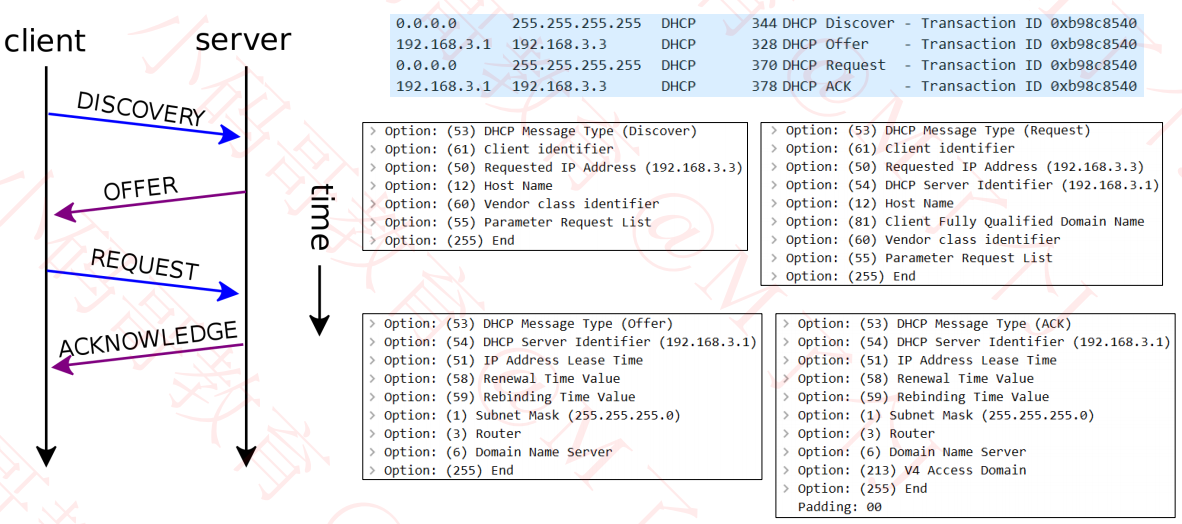 client
server
DISCOVERY
OFFER
REQUEST
ACKNOWLEDGE
time
0.0.0.0 255.255.255.255 DHCP 344 DHCP Discover - Transaction ID 0xb98c8540
192.168.3.1 192.168.3.3 DHCP 328 DHCP Offer - Transaction ID 0xb98c8540
0.0.0.0 255.255.255.255 DHCP 370 DHCP Request - Transaction ID 0xb98c8540
192.168.3.1 192.168.3.3 DHCP 378 DHCP ACK - Transaction ID 0xb98c8540
> Option: (53) DHCP Message Type (Discover)
> Option: (61) Client identifier
> Option: (50) Requested IP Address (192.168.3.3)
> Option: (12) Host Name
> Option: (60) Vendor class identifier
> Option: (55) Parameter Request List
> Option: (255) End
> Option: (53) DHCP Message Type (Request)
> Option: (61) Client identifier
> Option: (50) Requested IP Address (192.168.3.3)
> Option: (54) DHCP Server Identifier (192.168.3.1)
> Option: (12) Host Name
> Option: (81) Client Fully Qualified Domain Name
> Option: (60) Vendor class identifier
> Option: (55) Parameter Request List
> Option: (255) End
> Option: (53) DHCP Message Type (Offer)
> Option: (54) DHCP Server Identifier (192.168.3.1)
> Option: (51) IP Address Lease Time
> Option: (58) Renewal Time Value
> Option: (59) Rebinding Time Value
> Option: (1) Subnet Mask (255.255.255.0)
> Option: (3) Router
> Option: (6) Domain Name Server
> Option: (255) End
> Option: (53) DHCP Message Type (ACK)
> Option: (54) DHCP Server Identifier (192.168.3.1)
> Option: (51) IP Address Lease Time
> Option: (58) Renewal Time Value
> Option: (59) Rebinding Time Value
> Option: (1) Subnet Mask (255.255.255.0)
> Option: (3) Router
> Option: (6) Domain Name Server
> Option: (213) V4 Access Domain
> Option: (255) End
Padding: 00
小码哥教育